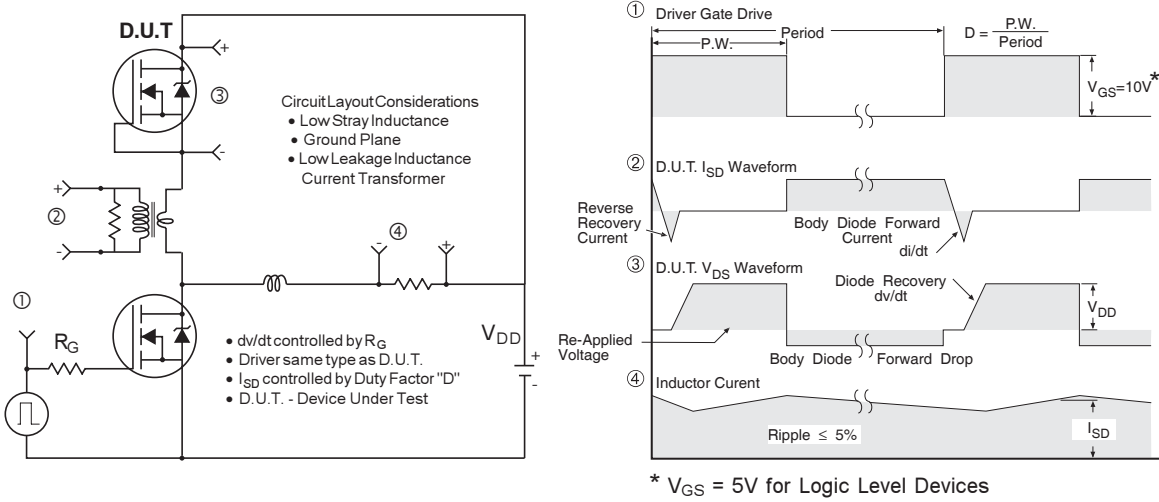 D.U.T
+
③
-
Circuit Layout Considerations
• Low Stray Inductance
• Ground Plane
• Low Leakage Inductance
Current Transformer
+
②
-
④
-
+
①
R_G
V_DD
+
-
• dv/dt controlled by R_G
• Driver same type as D.U.T.
• I_SD controlled by Duty Factor "D"
• D.U.T. - Device Under Test
① Driver Gate Drive
Period
P.W.
D = P.W. / Period
V_GS=10V*
② D.U.T. I_SD Waveform
Reverse
Recovery
Current
Body Diode Forward
Current
di/dt
③ D.U.T. V_DS Waveform
Diode Recovery
dv/dt
V_DD
Re-Applied
Voltage
Body Diode Forward Drop
④ Inductor Curent
Ripple ≤ 5%
I_SD
* V_GS = 5V for Logic Level Devices